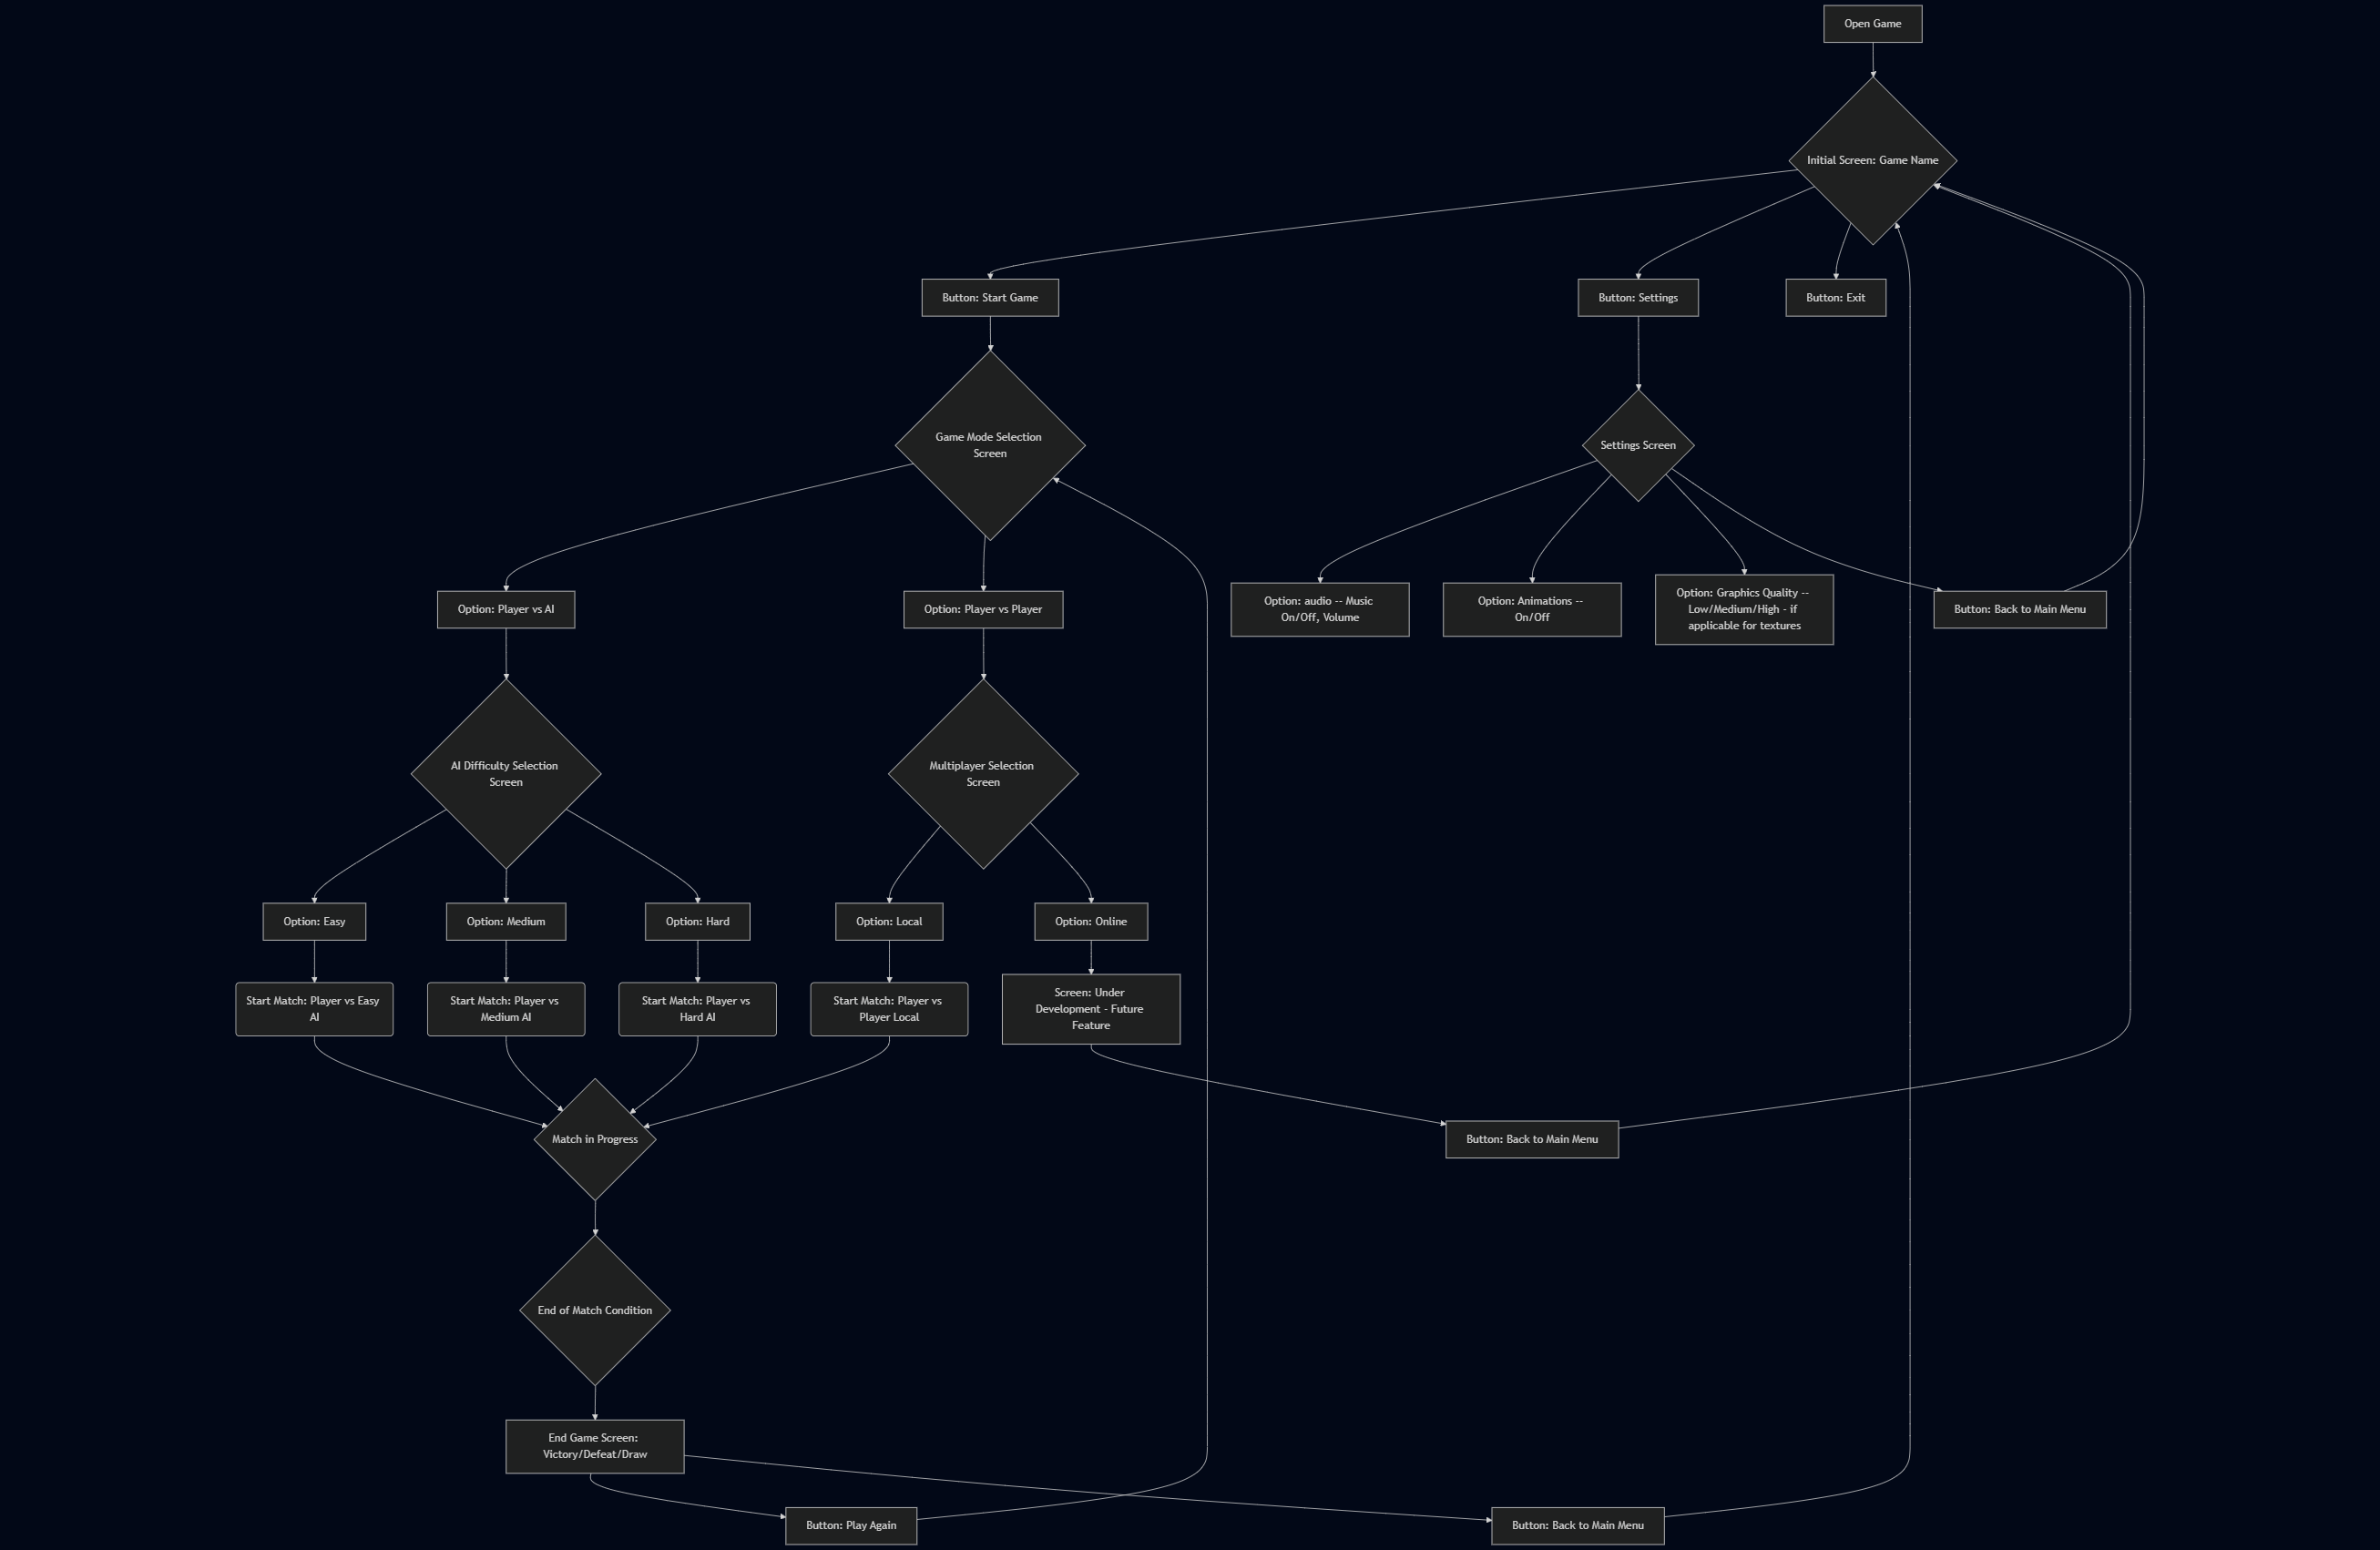 Open Game
Initial Screen: Game Name
Button: Start Game
Button: Settings
Button: Exit
Game Mode Selection
Screen
Settings Screen
Option: Player vs AI
Option: Player vs Player
Option: audio -- Music
On/Off, Volume
Option: Animations --
On/Off
Option: Graphics Quality --
Low/Medium/High - if
applicable for textures
Button: Back to Main Menu
AI Difficulty Selection
Screen
Multiplayer Selection
Screen
Option: Easy
Option: Medium
Option: Hard
Option: Local
Option: Online
Start Match: Player vs Easy
AI
Start Match: Player vs
Medium AI
Start Match: Player vs
Hard AI
Start Match: Player vs
Player Local
Screen: Under
Development - Future
Feature
Match in Progress
Button: Back to Main Menu
End of Match Condition
End Game Screen:
Victory/Defeat/Draw
Button: Play Again
Button: Back to Main Menu